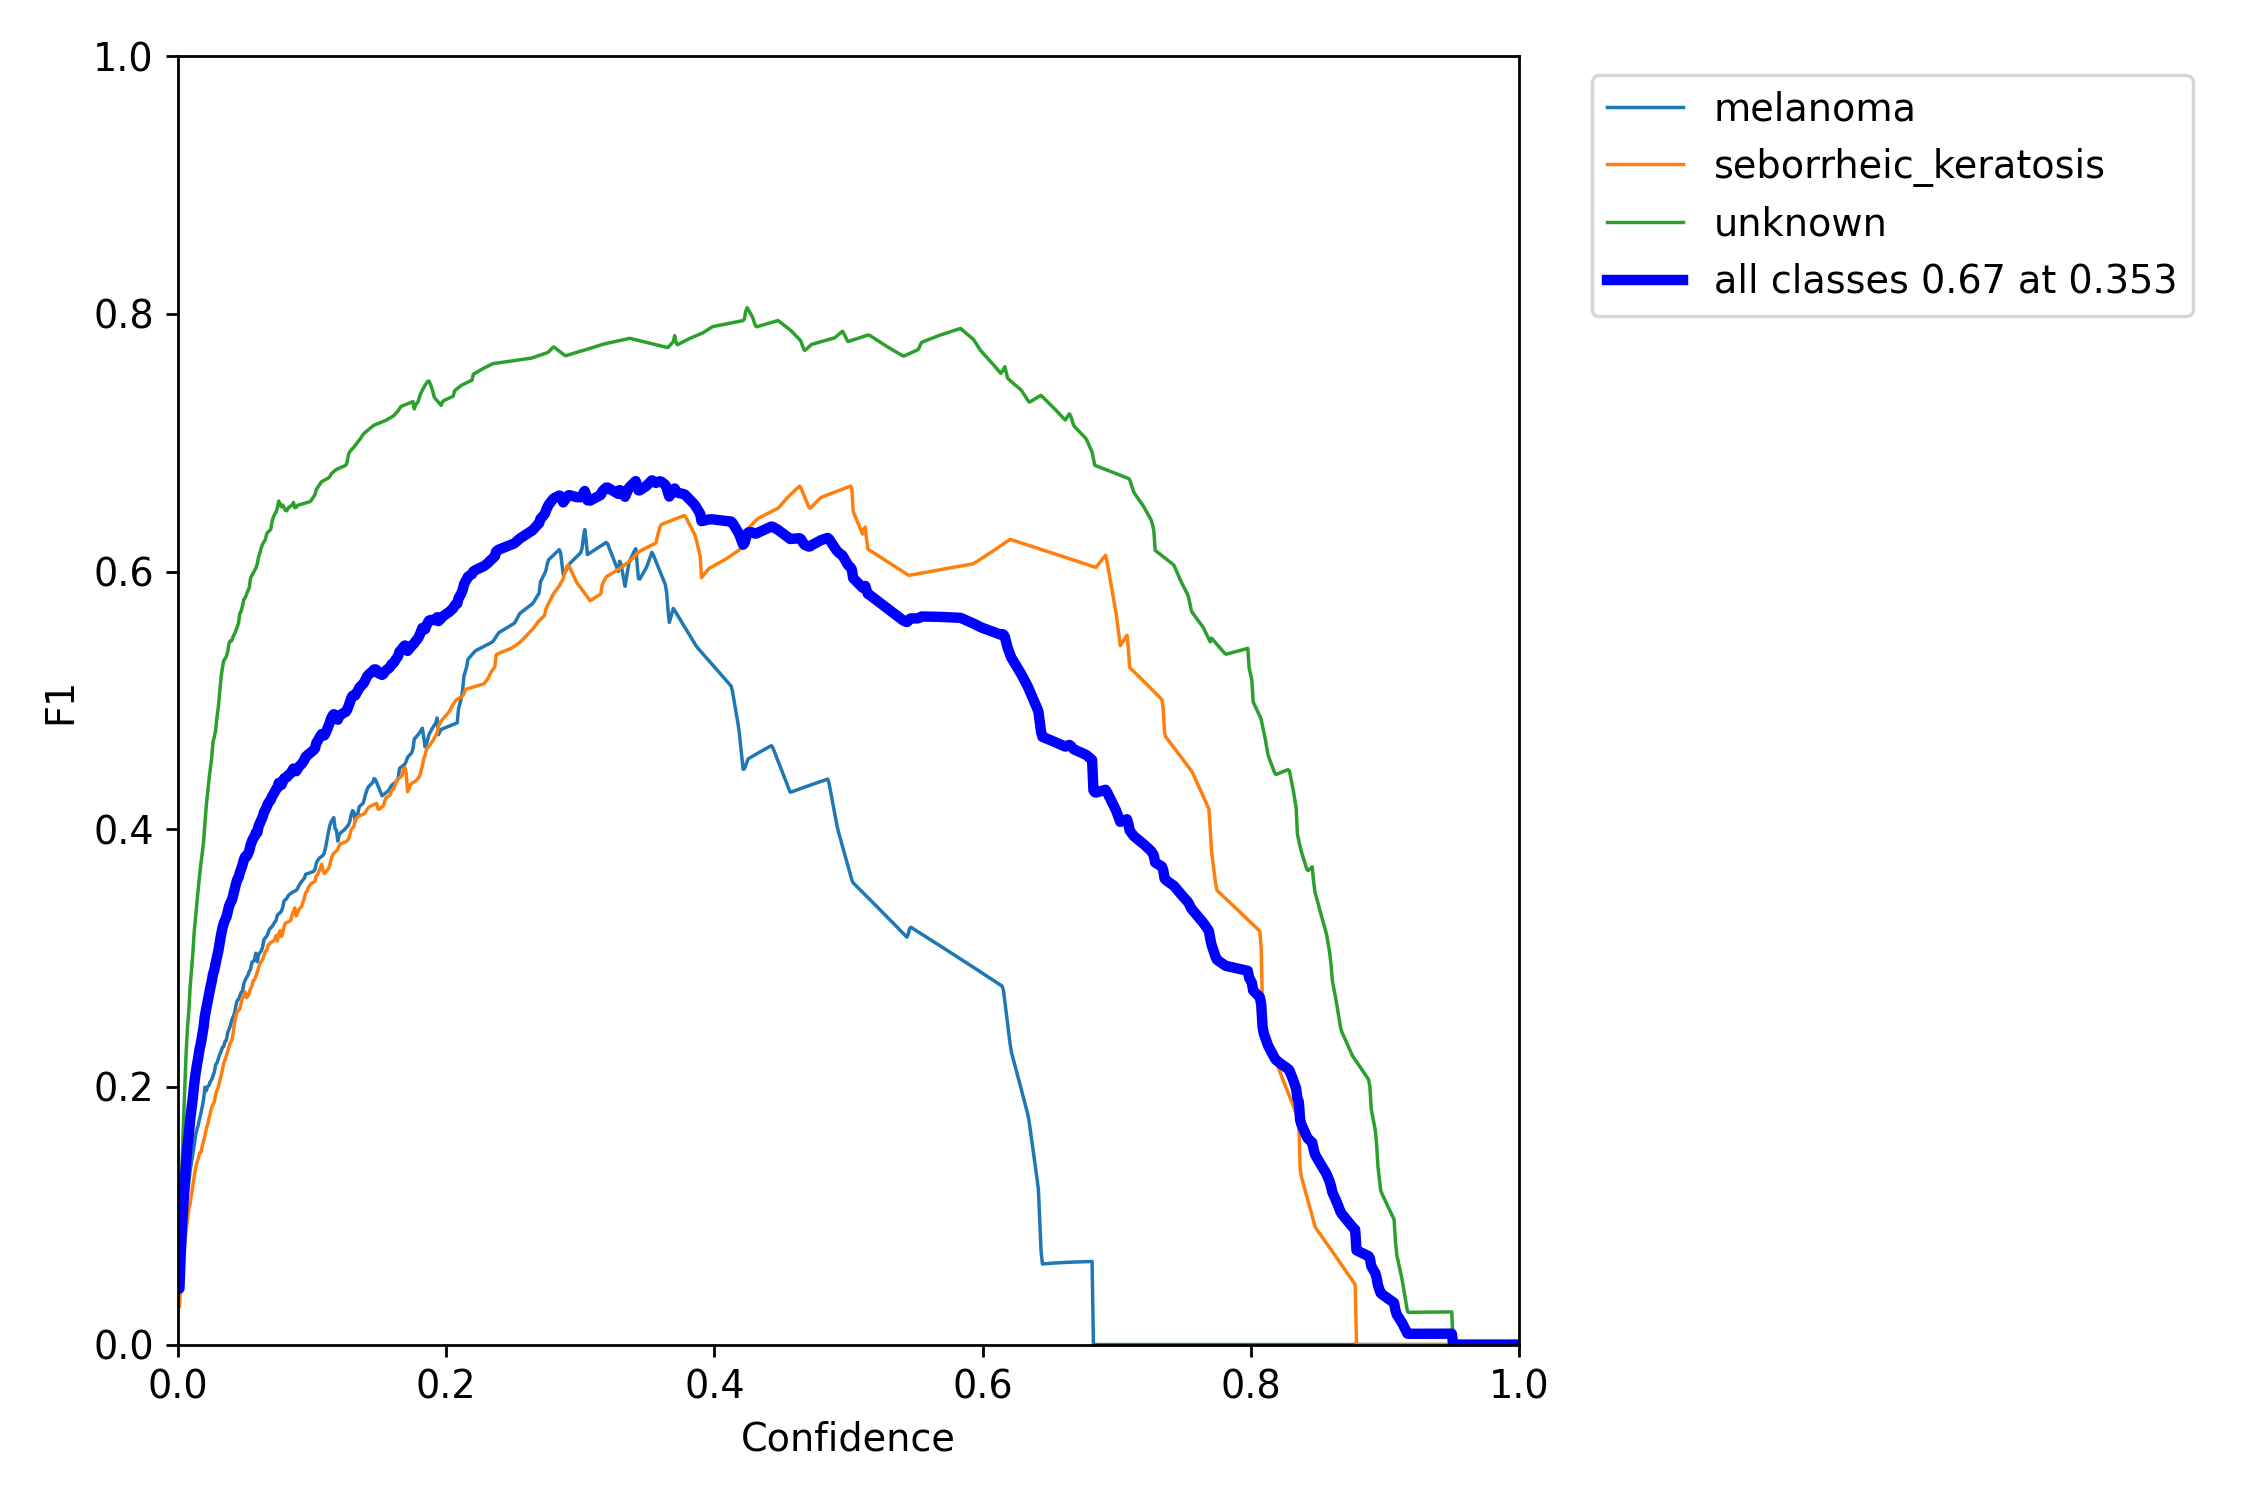 1.0
0.8
0.6
0.4
0.2
0.0
F1
0.0 0.2 0.4 0.6 0.8 1.0
Confidence
melanoma
seborrheic_keratosis
unknown
all classes 0.67 at 0.353